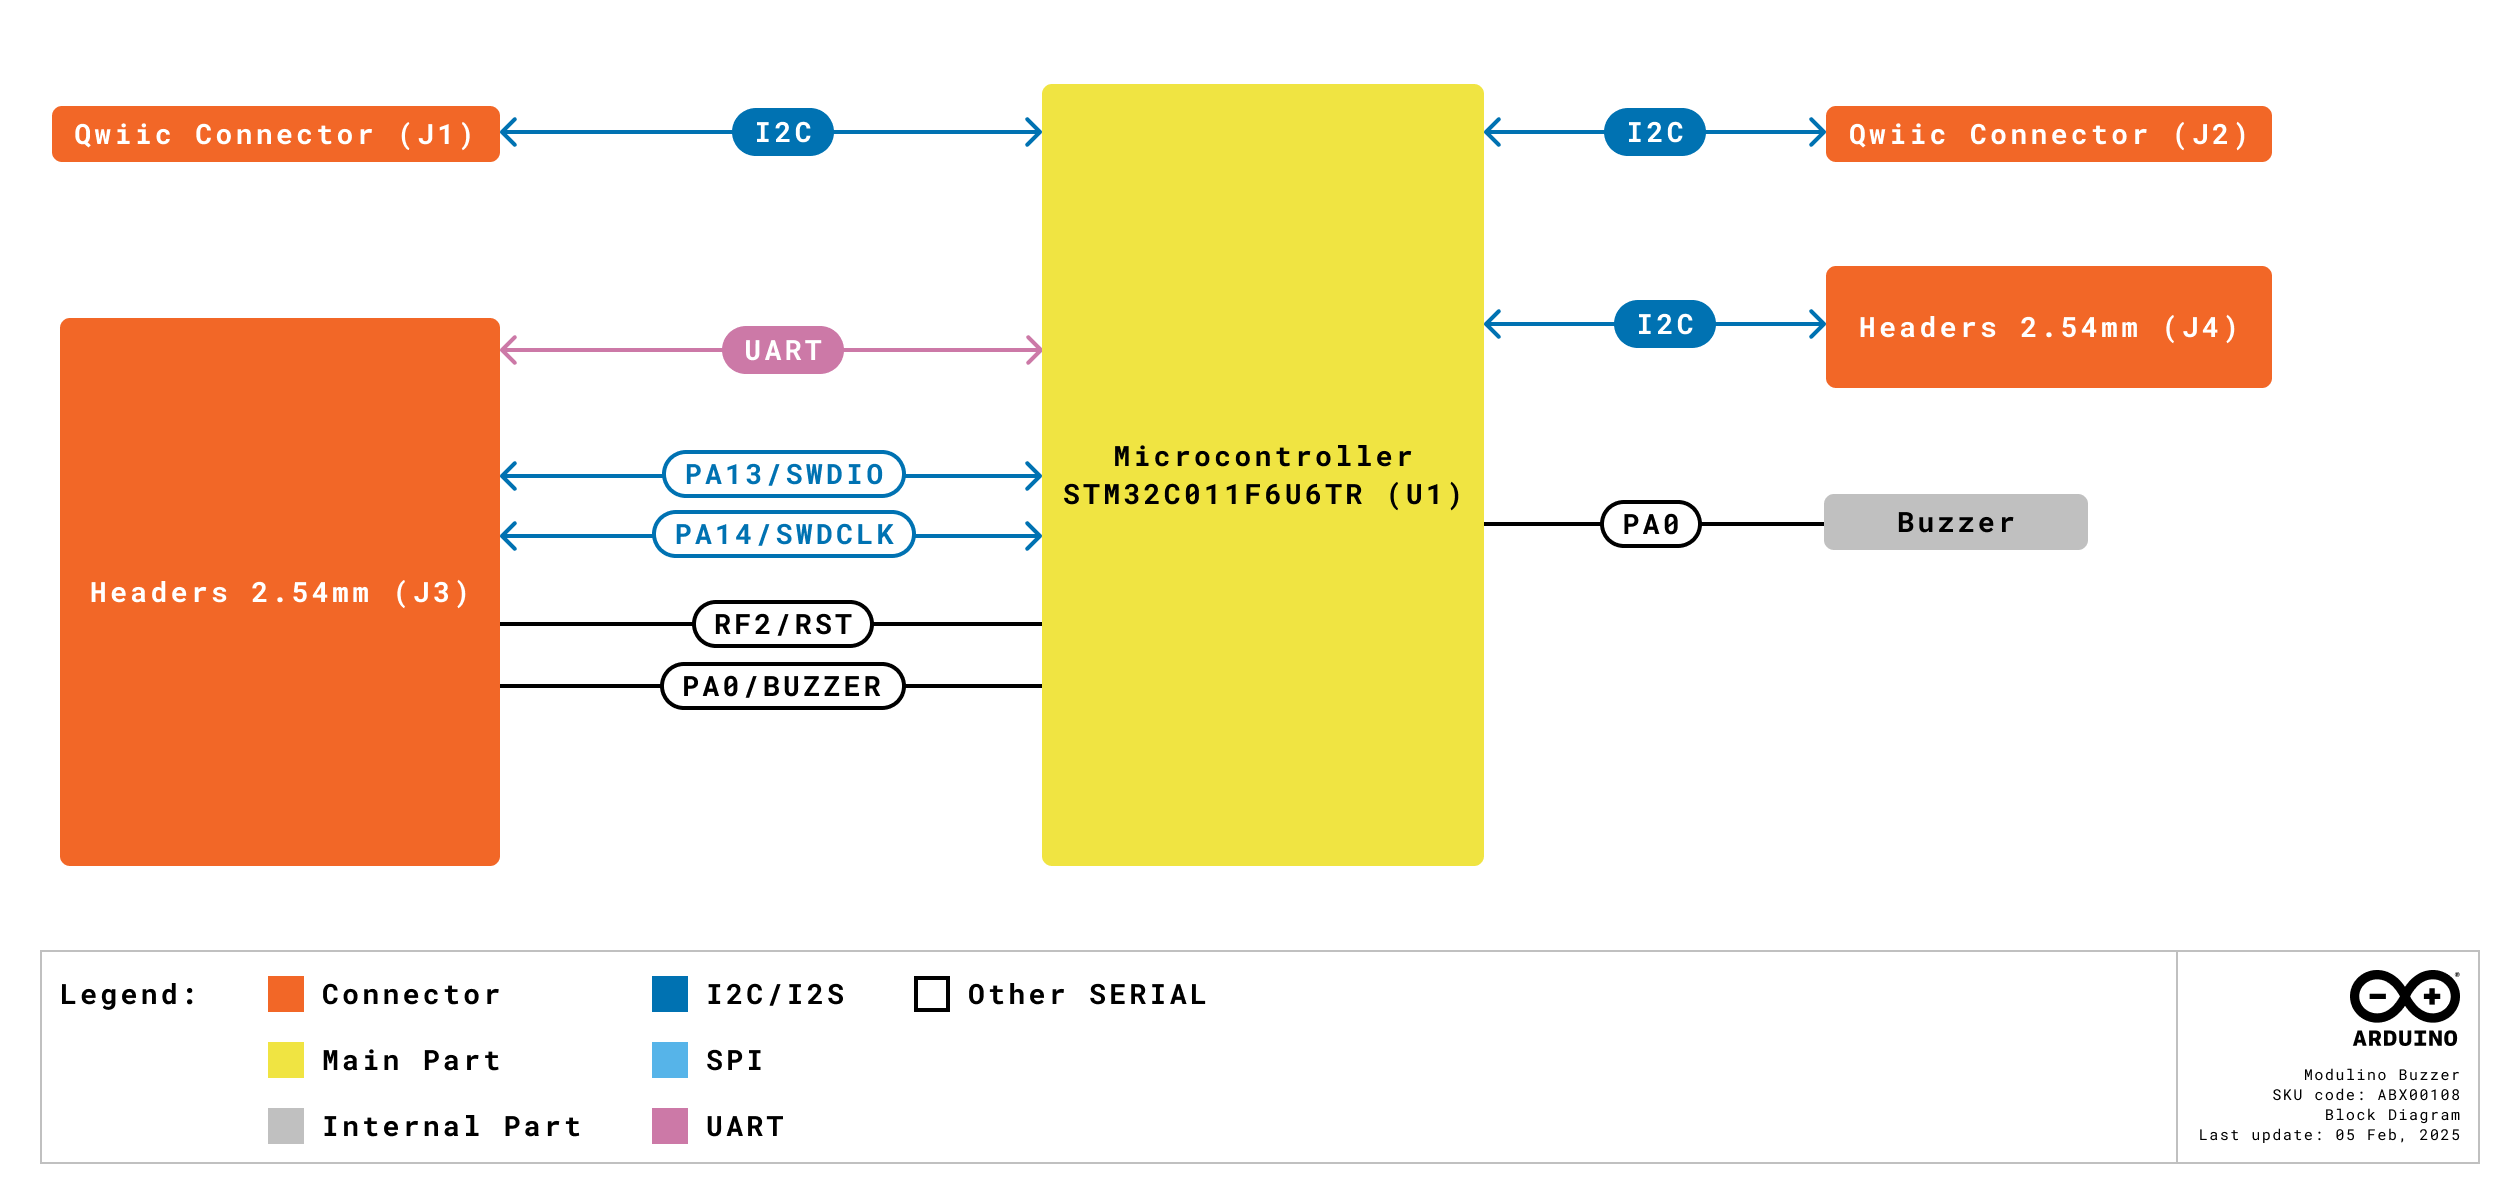 Qwiic Connector (J1)
I2C
I2C
Qwiic Connector (J2)
UART
I2C
Headers 2.54mm (J4)
Microcontroller
STM32C011F6U6TR (U1)
PA13/SWDIO
PA14/SWDCLK
PA0
Buzzer
Headers 2.54mm (J3)
RF2/RST
PA0/BUZZER
Legend:
Connector
I2C/I2S
Other SERIAL
Main Part
SPI
Internal Part
UART
ARDUINO
Modulino Buzzer
SKU code: ABX00108
Block Diagram
Last update: 05 Feb, 2025